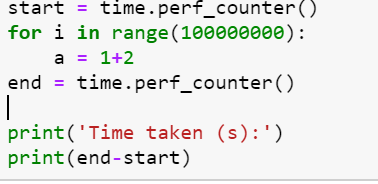 start = time.perf_counter()
for i in range(100000000):
    a = 1+2
end = time.perf_counter()
print('Time taken (s):')
print(end-start)